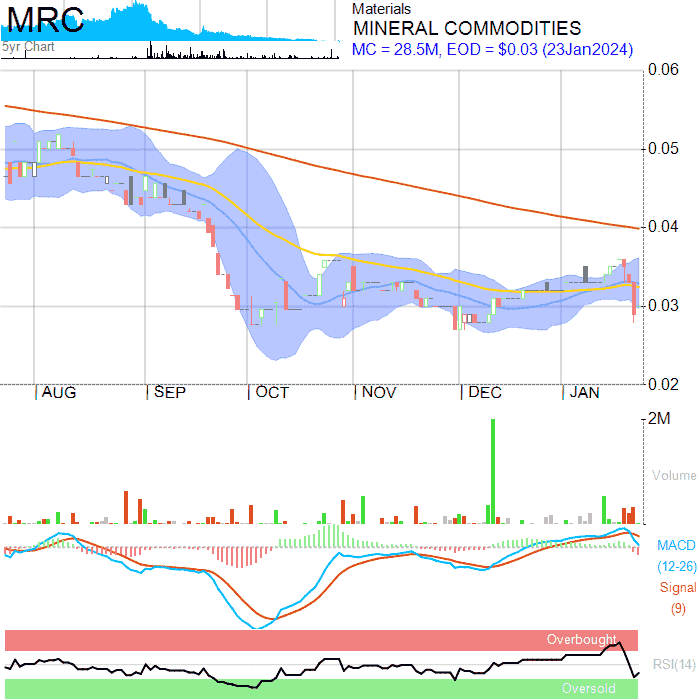 MRC
5yr Chart
Materials
MINERAL COMMODITIES
MC = 28.5M, EOD = $0.03 (23Jan2024)
0.06
0.05
0.04
0.03
0.02
AUG SEP OCT NOV DEC JAN
2M
Volume
MACD
(12-26)
Signal
(9)
Overbought
RSI(14)
Oversold